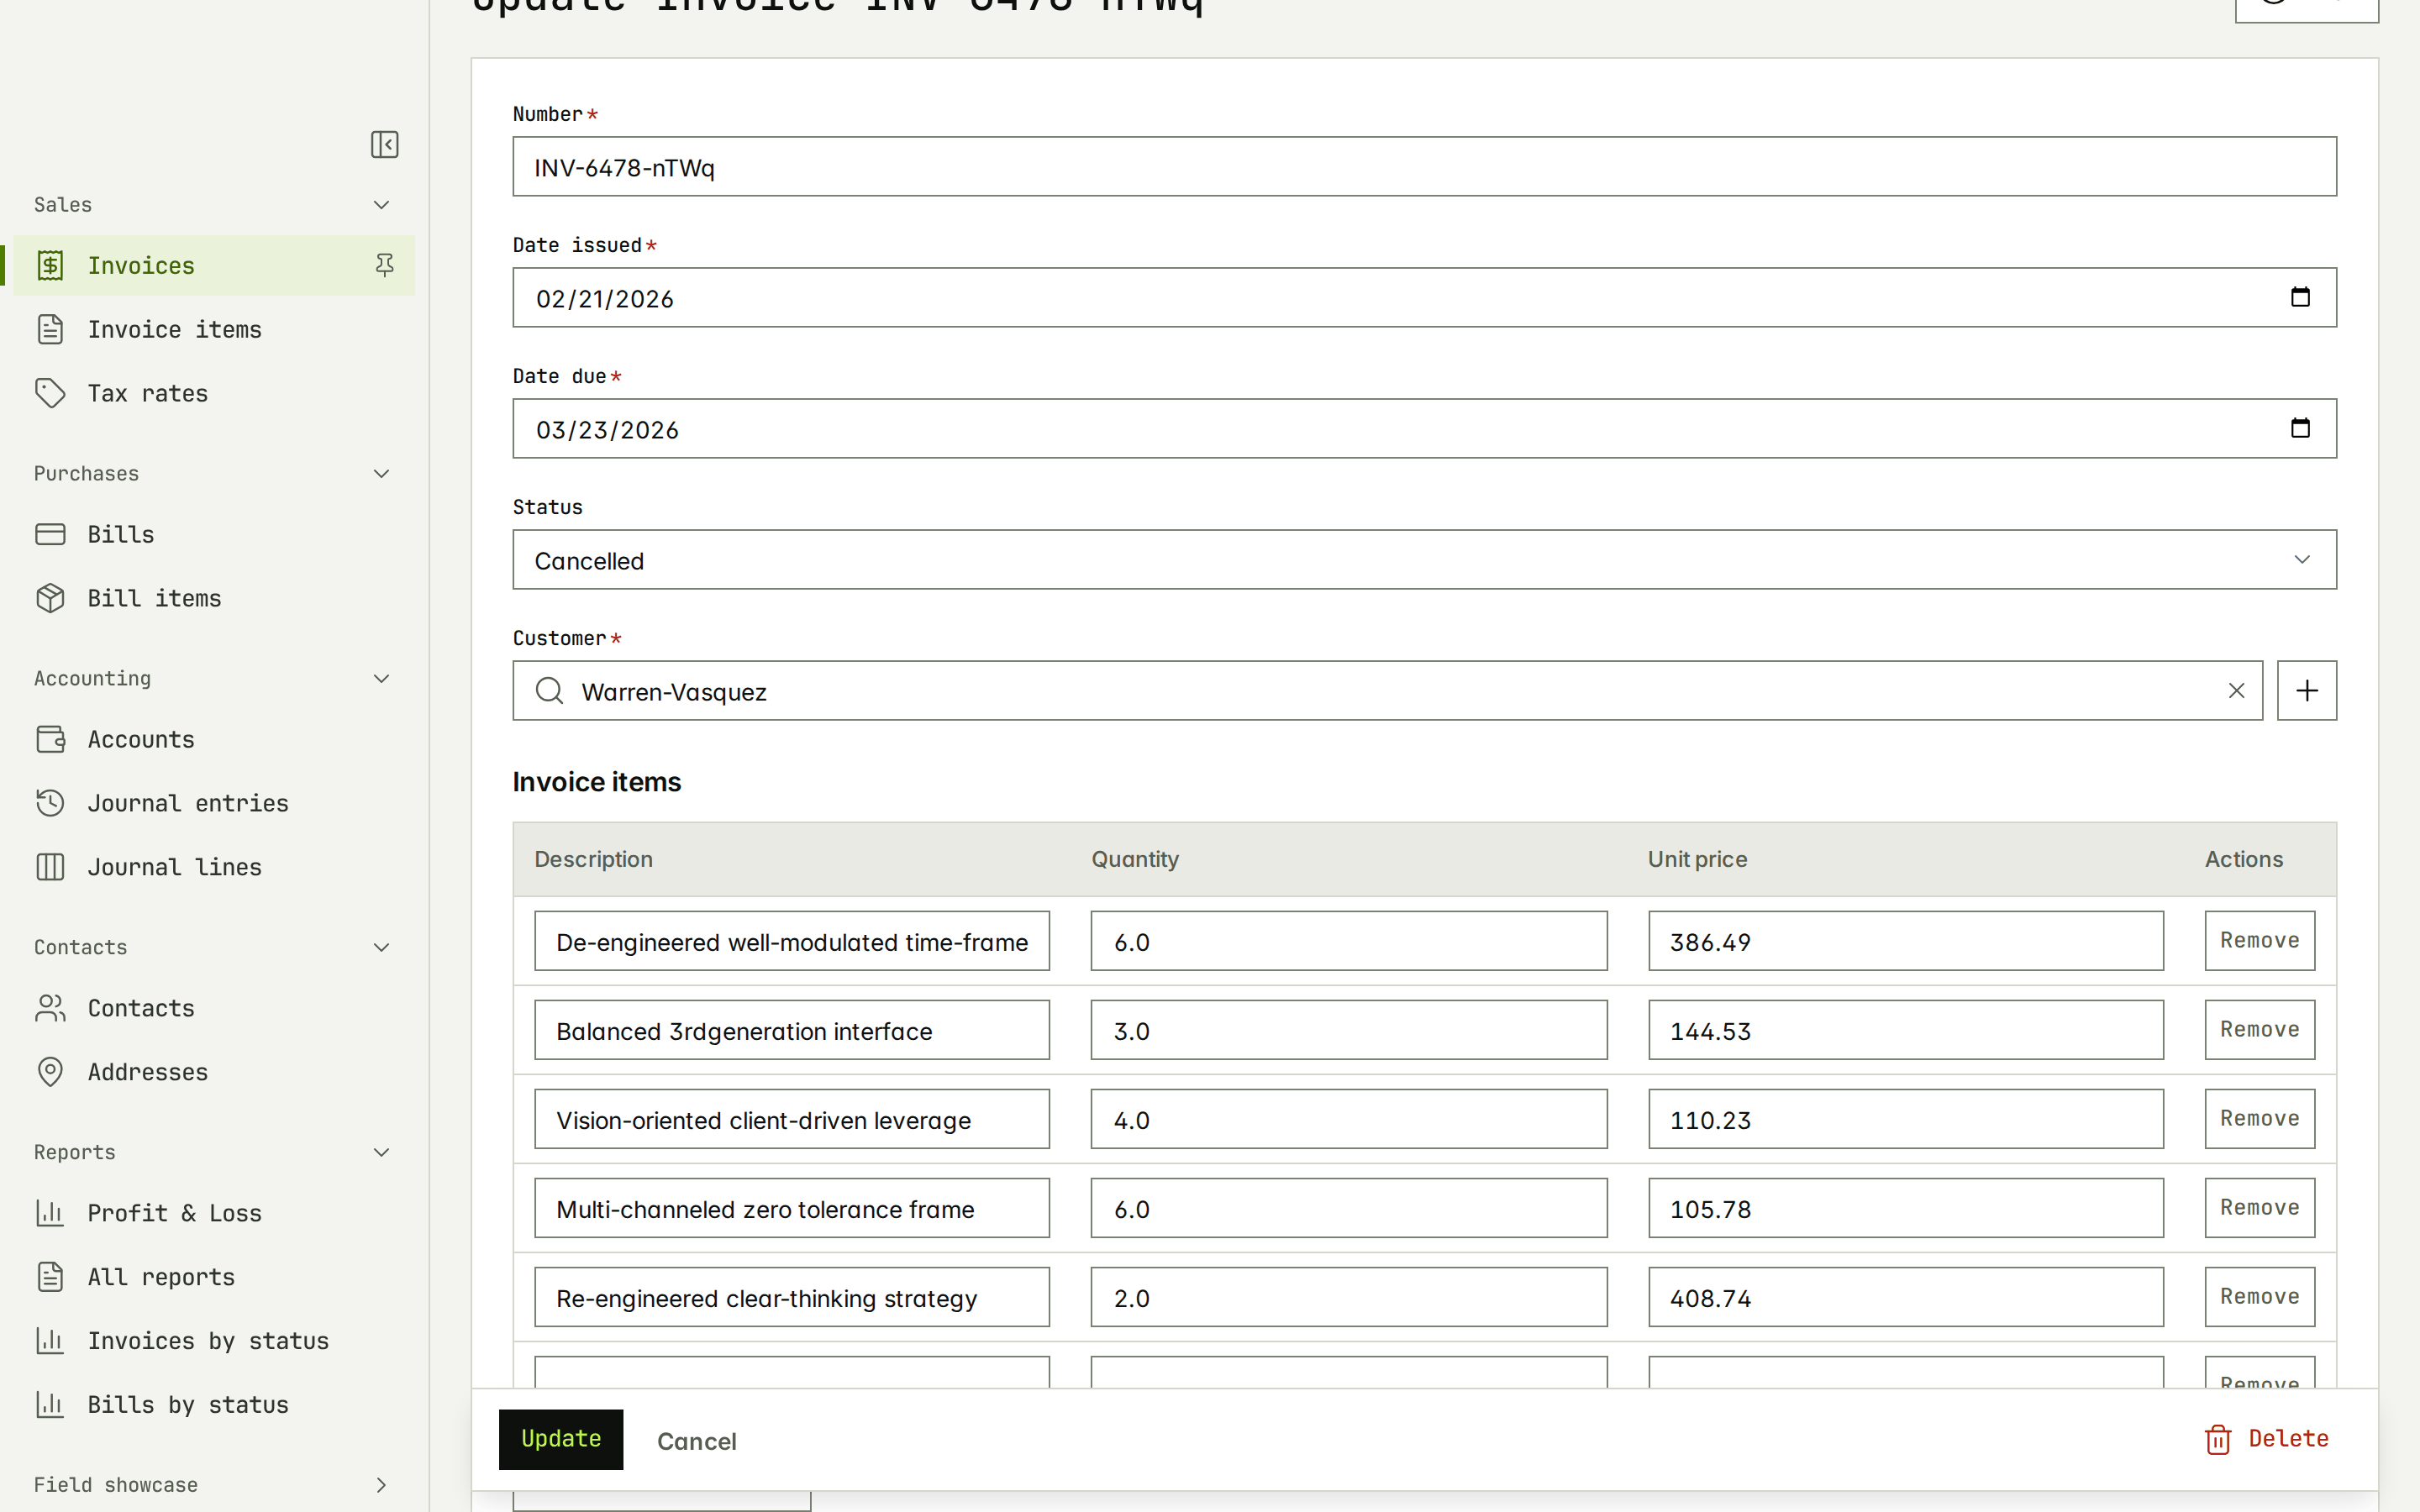 Update Invoice INV-6478-nTWq
Sales
Invoices
Invoice items
Tax rates
Purchases
Bills
Bill items
Accounting
Accounts
Journal entries
Journal lines
Contacts
Contacts
Addresses
Reports
Profit & Loss
All reports
Invoices by status
Bills by status
Field showcase
Number*
INV-6478-nTWq
Date issued*
02/21/2026
Date due*
03/23/2026
Status
Cancelled
Customer*
Warren-Vasquez
Invoice items
Description Quantity Unit price Actions
De-engineered well-modulated time-frame 6.0 386.49 Remove
Balanced 3rdgeneration interface 3.0 144.53 Remove
Vision-oriented client-driven leverage 4.0 110.23 Remove
Multi-channeled zero tolerance frame 6.0 105.78 Remove
Re-engineered clear-thinking strategy 2.0 408.74 Remove
Remove
Update Cancel Delete